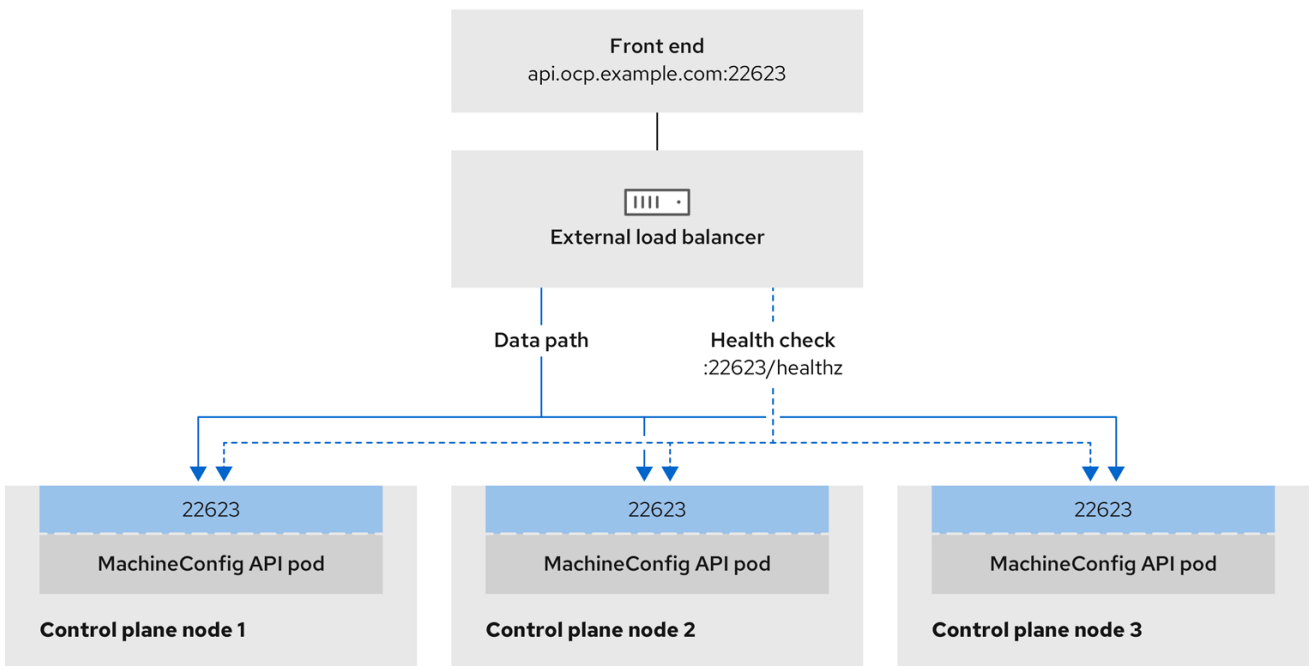 Front end
api.ocp.example.com:22623
External load balancer
Data path
Health check
:22623/healthz
22623
22623
22623
MachineConfig API pod
MachineConfig API pod
MachineConfig API pod
Control plane node 1
Control plane node 2
Control plane node 3